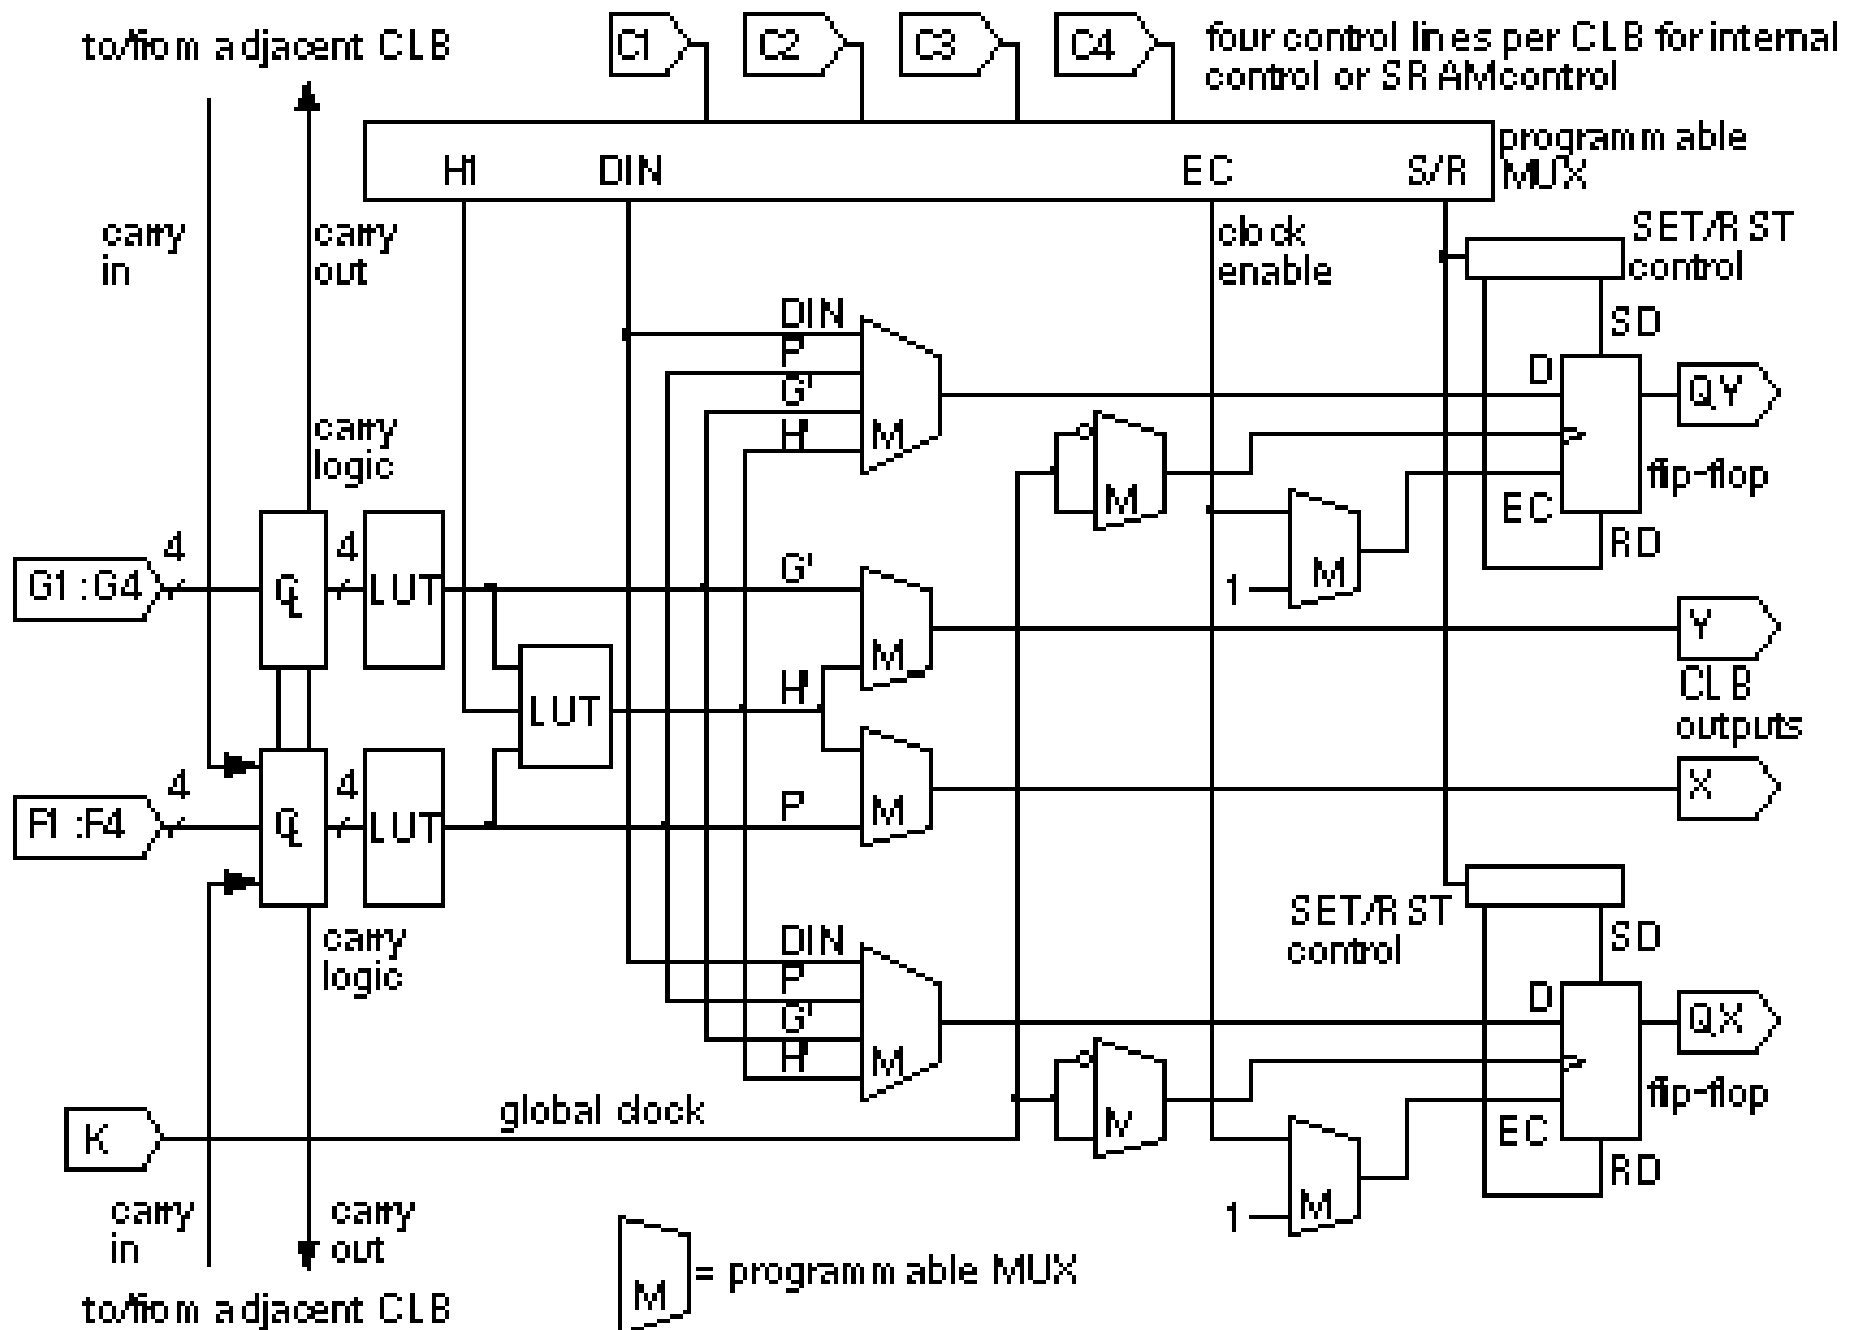 to/from adjacent CLB
C1
C2
C3
C4
four control lines per CLB for internal
control or SRAM control
programmable
MUX
H1
DIN
EC
S/R
carry
in
carry
out
clock
enable
SET/RST
control
SD
DIN
F'
G'
H'
M
D
QY
M
flip-flop
EC
RD
carry
logic
4
4
G1:G4
CL
LUT
G'
M
1
M
Y
H'
LUT
CLB
outputs
4
4
F1:F4
CL
LUT
F'
M
X
carry
logic
SET/RST
control
SD
DIN
F'
G'
H'
M
D
QX
M
flip-flop
EC
RD
global clock
K
1
M
carry
in
carry
out
M
= programmable MUX
to/from adjacent CLB